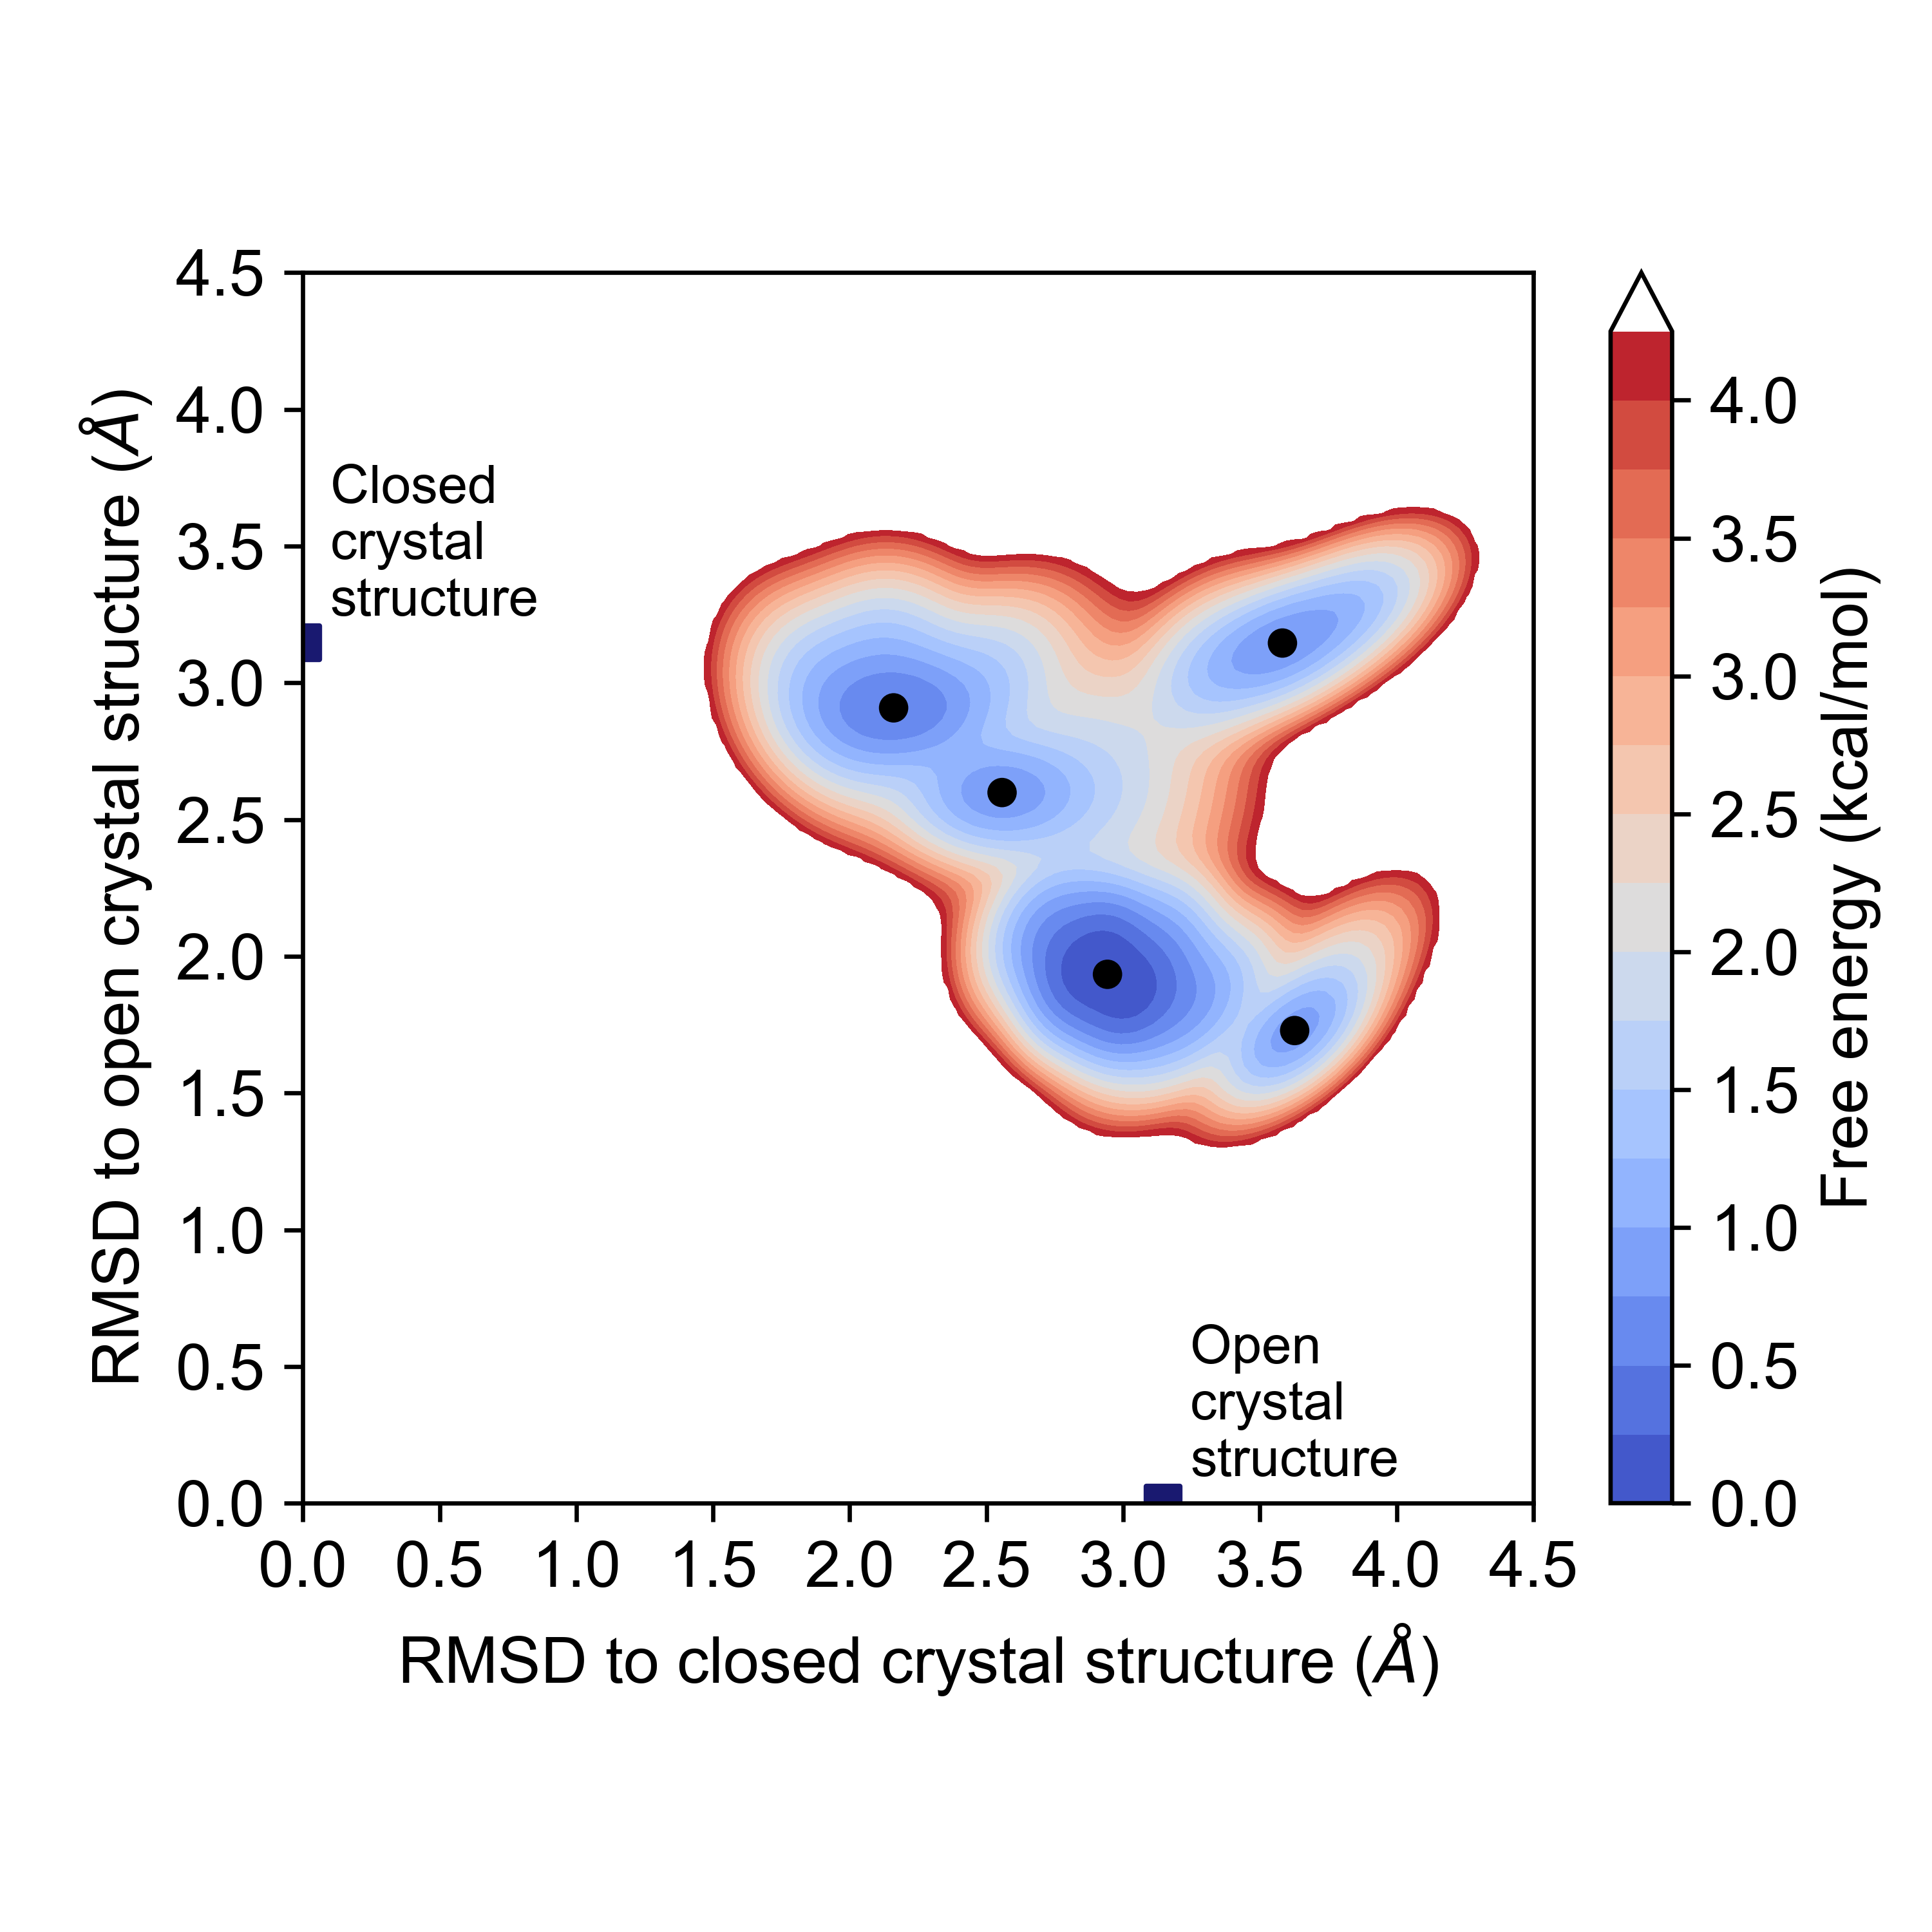 4.5
4.0
3.5
3.0
2.5
2.0
1.5
1.0
0.5
0.0
RMSD to open crystal structure (Å)
Closed
crystal
structure
Open
crystal
structure
0.0 0.5 1.0 1.5 2.0 2.5 3.0 3.5 4.0 4.5
RMSD to closed crystal structure (Å)
4.0
3.5
3.0
2.5
2.0
1.5
1.0
0.5
0.0
Free energy (kcal/mol)